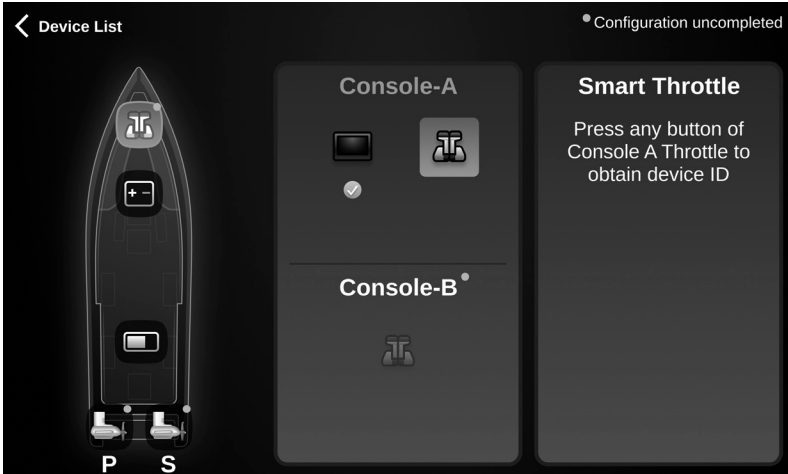 Device List
Configuration uncompleted
Console-A
Console-B
Smart Throttle
Press any button of
Console A Throttle to
obtain device ID
P S